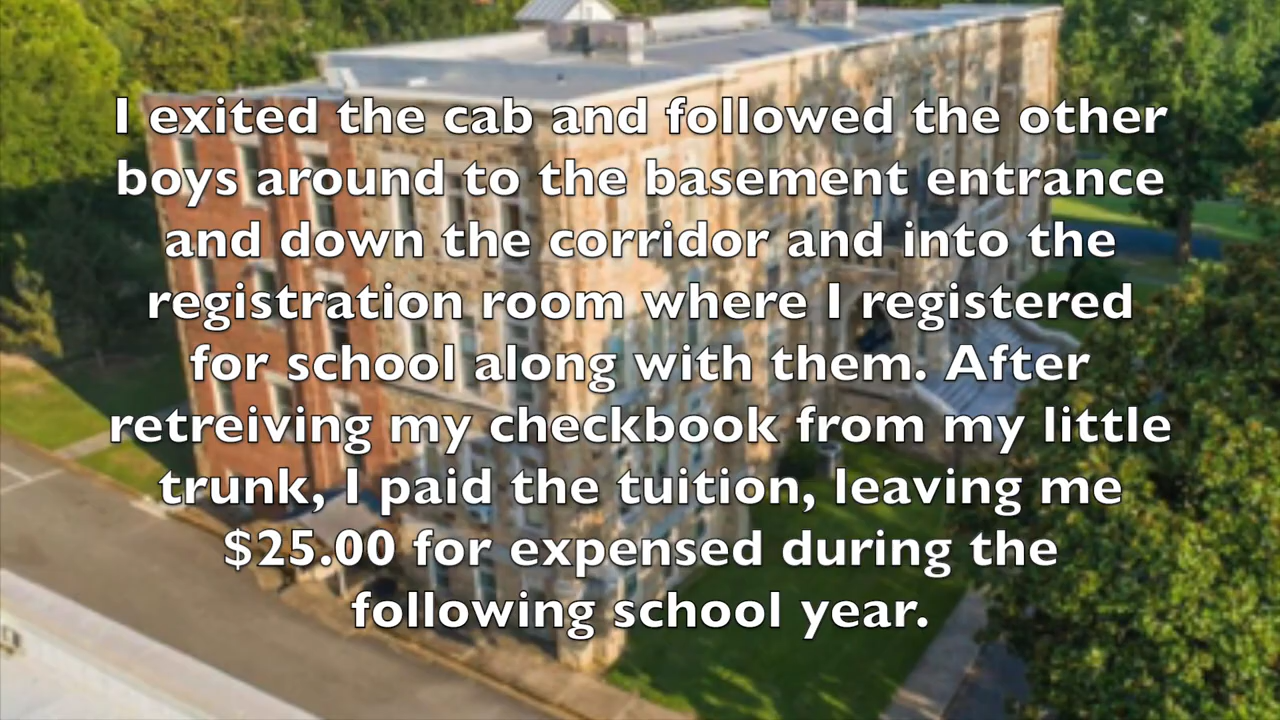 I exited the cab and followed the other
boys around to the basement entrance
and down the corridor and into the
registration room where I registered
for school along with them. After
retreiving my checkbook from my little
trunk, I paid the tuition, leaving me
$25.00 for expensed during the
following school year.